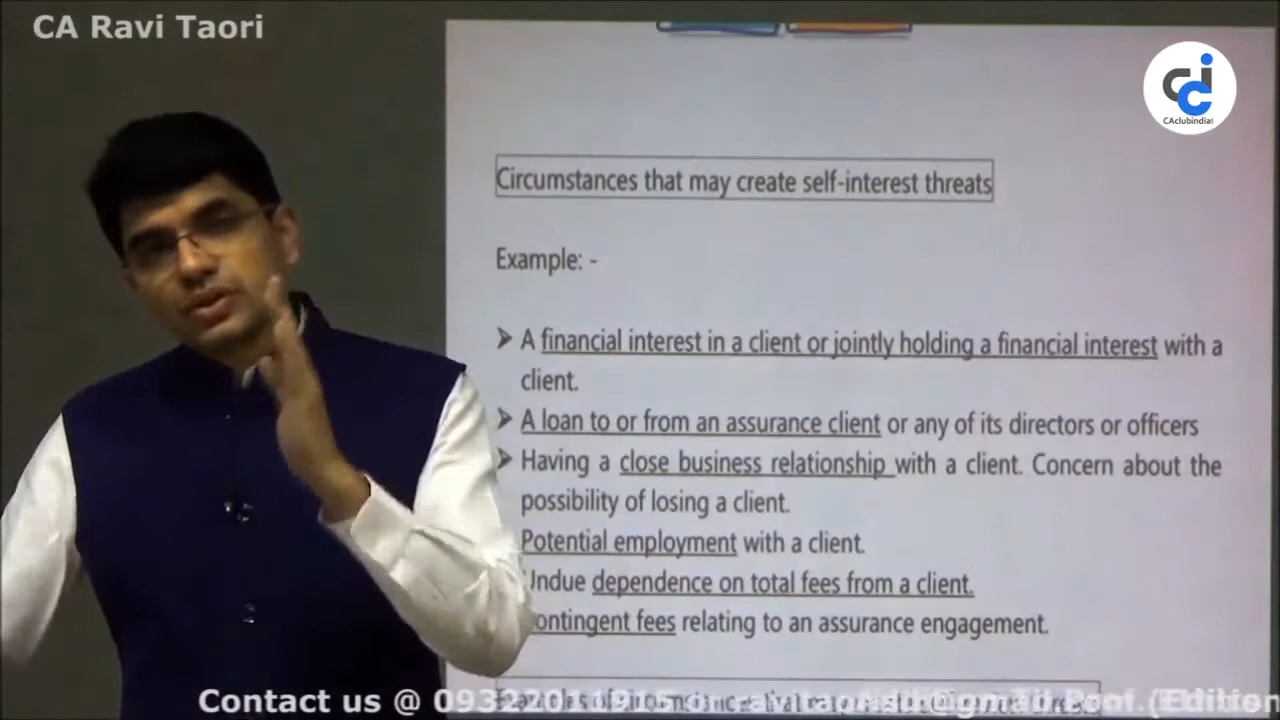 CA Ravi Taori
CAclubindia
Circumstances that may create self-interest threats
Example: -
A financial interest in a client or jointly holding a financial interest with a
client.
A loan to or from an assurance client or any of its directors or officers
Having a close business relationship with a client. Concern about the
possibility of losing a client.
Potential employment with a client.
Undue dependence on total fees from a client.
ontingent fees relating to an assurance engagement.
Contact us @ (Edition